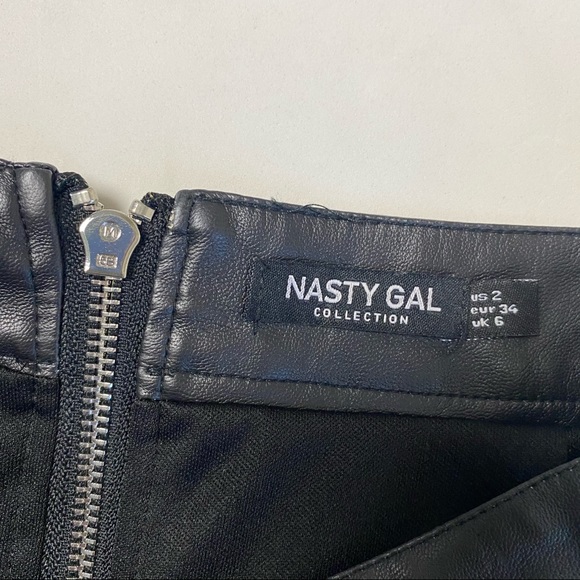 NASTY GAL
COLLECTION
us 2
eur 34
uk 6